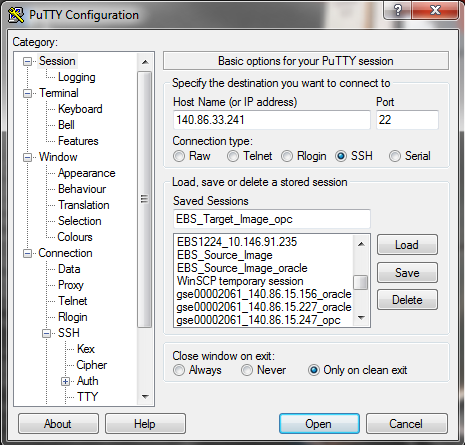 PuTTY Configuration
Category:
Session
Logging
Terminal
Keyboard
Bell
Features
Window
Appearance
Behaviour
Translation
Selection
Colours
Connection
Data
Proxy
Telnet
Rlogin
SSH
Kex
Cipher
Auth
TTY
Basic options for your PuTTY session
Specify the destination you want to connect to
Host Name (or IP address) Port
140.86.33.241 22
Connection type:
Raw Telnet Rlogin SSH Serial
Load, save or delete a stored session
Saved Sessions
EBS_Target_Image_opc
EBS1224_10.146.91.235
EBS_Source_Image
EBS_Source_Image_oracle
WinSCP temporary session
gse00002061_140.86.15.156_oracle
gse00002061_140.86.15.227_oracle
gse00002061_140.86.15.247_opc
Load
Save
Delete
Close window on exit:
Always Never Only on clean exit
About Help Open Cancel